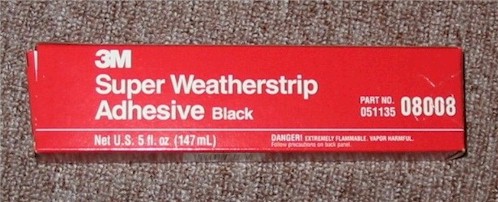 3M
Super Weatherstrip
Adhesive Black
PART NO.
051135 08008
Net U.S. 5 fl. oz (147mL)
DANGER! EXTREMELY FLAMMABLE. VAPOR HARMFUL.
Follow precautions on back panel.